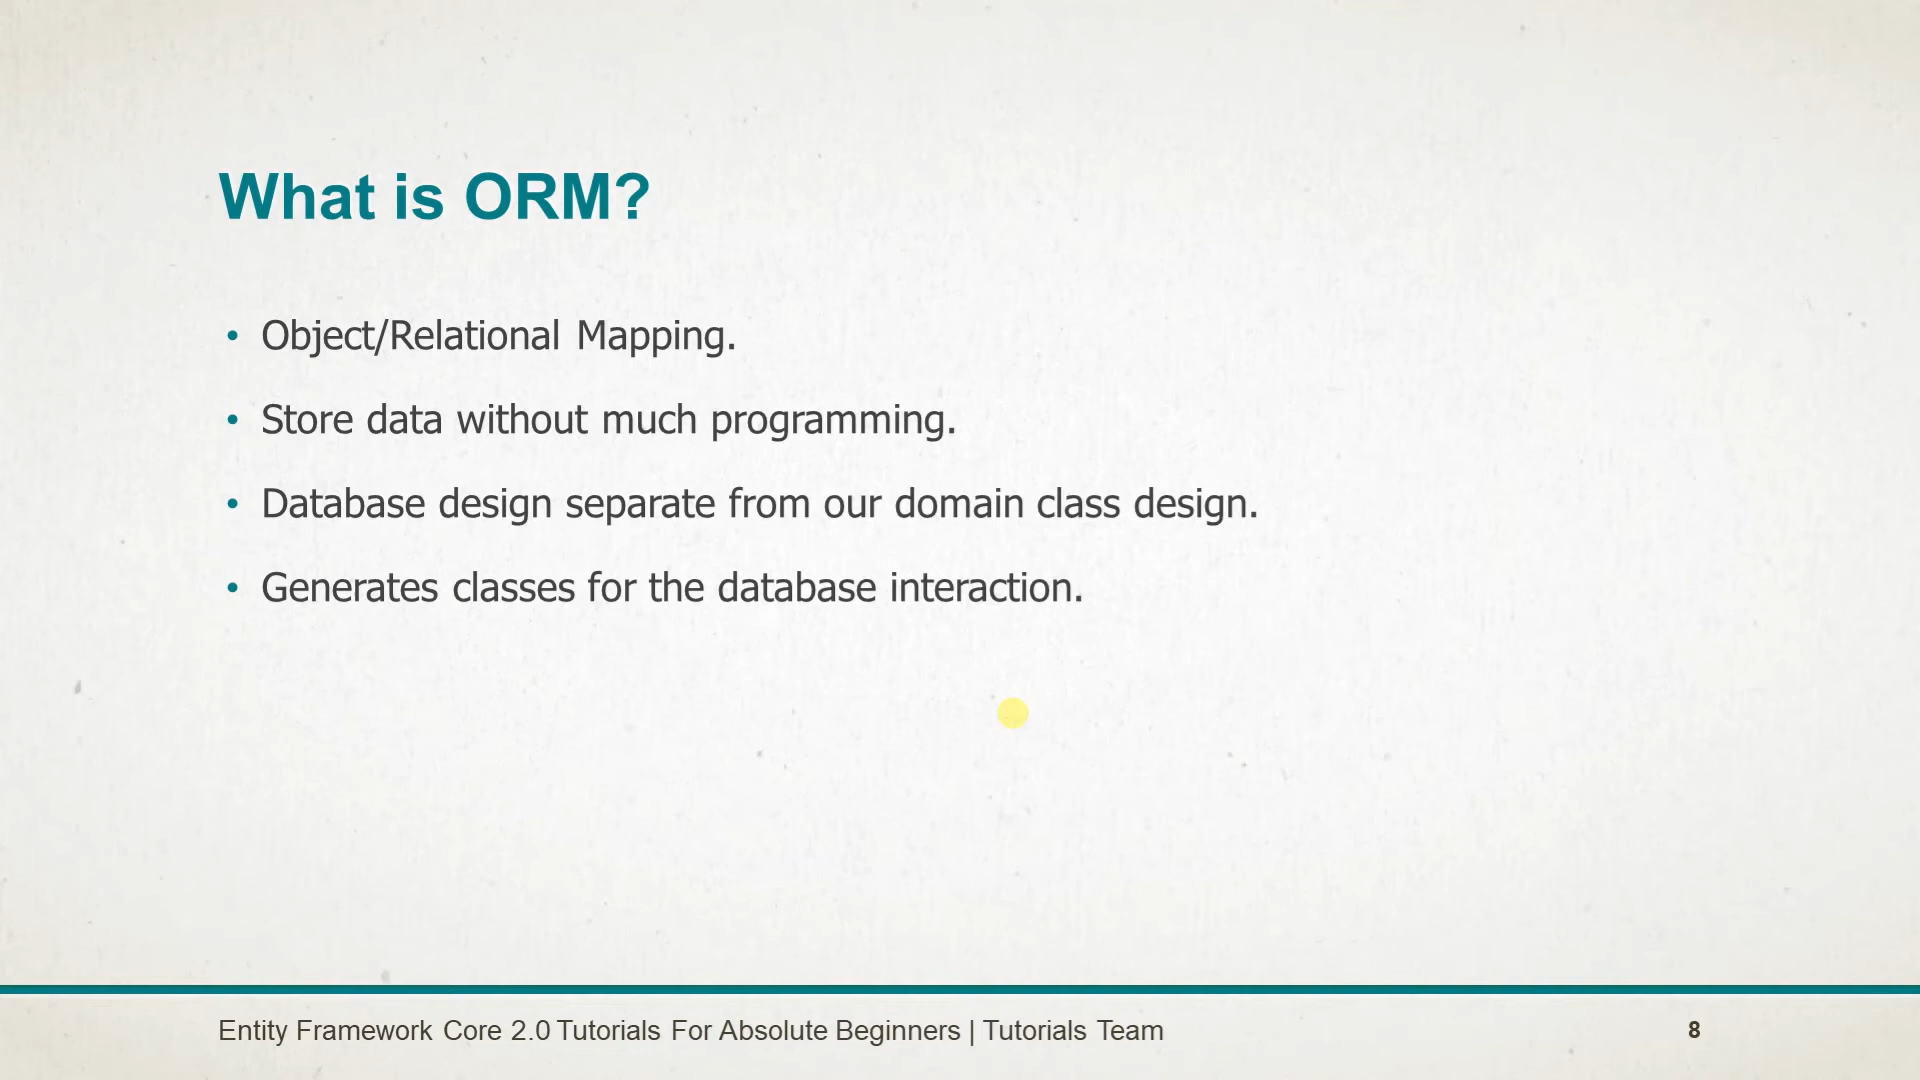 What is ORM?
• Object/Relational Mapping.
• Store data without much programming.
• Database design separate from our domain class design.
• Generates classes for the database interaction.
Entity Framework Core 2.0 Tutorials For Absolute Beginners | Tutorials Team
8